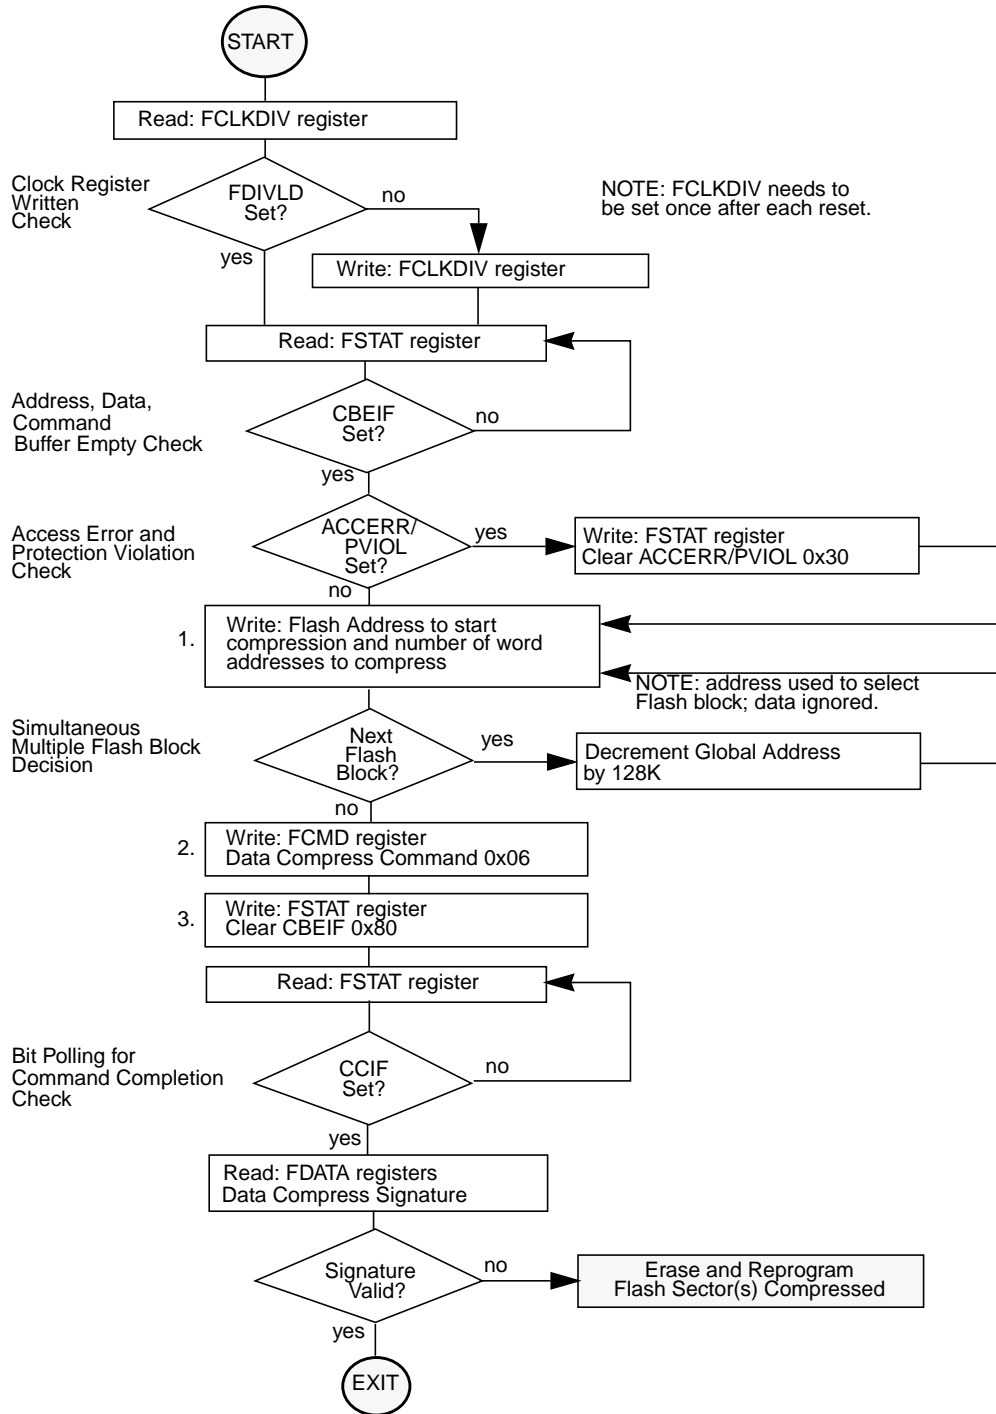 START
Read: FCLKDIV register
Clock Register
Written
Check
FDIVLD
Set?
no
yes
NOTE: FCLKDIV needs to
be set once after each reset.
Write: FCLKDIV register
Read: FSTAT register
Address, Data,
Command
Buffer Empty Check
CBEIF
Set?
no
yes
Access Error and
Protection Violation
Check
ACCERR/
PVIOL
Set?
yes
no
Write: FSTAT register
Clear ACCERR/PVIOL 0x30
1.
Write: Flash Address to start
compression and number of word
addresses to compress
NOTE: address used to select
Flash block; data ignored.
Simultaneous
Multiple Flash Block
Decision
Next
Flash
Block?
yes
no
Decrement Global Address
by 128K
2.
Write: FCMD register
Data Compress Command 0x06
3.
Write: FSTAT register
Clear CBEIF 0x80
Read: FSTAT register
Bit Polling for
Command Completion
Check
CCIF
Set?
no
yes
Read: FDATA registers
Data Compress Signature
Signature
Valid?
no
yes
Erase and Reprogram
Flash Sector(s) Compressed
EXIT